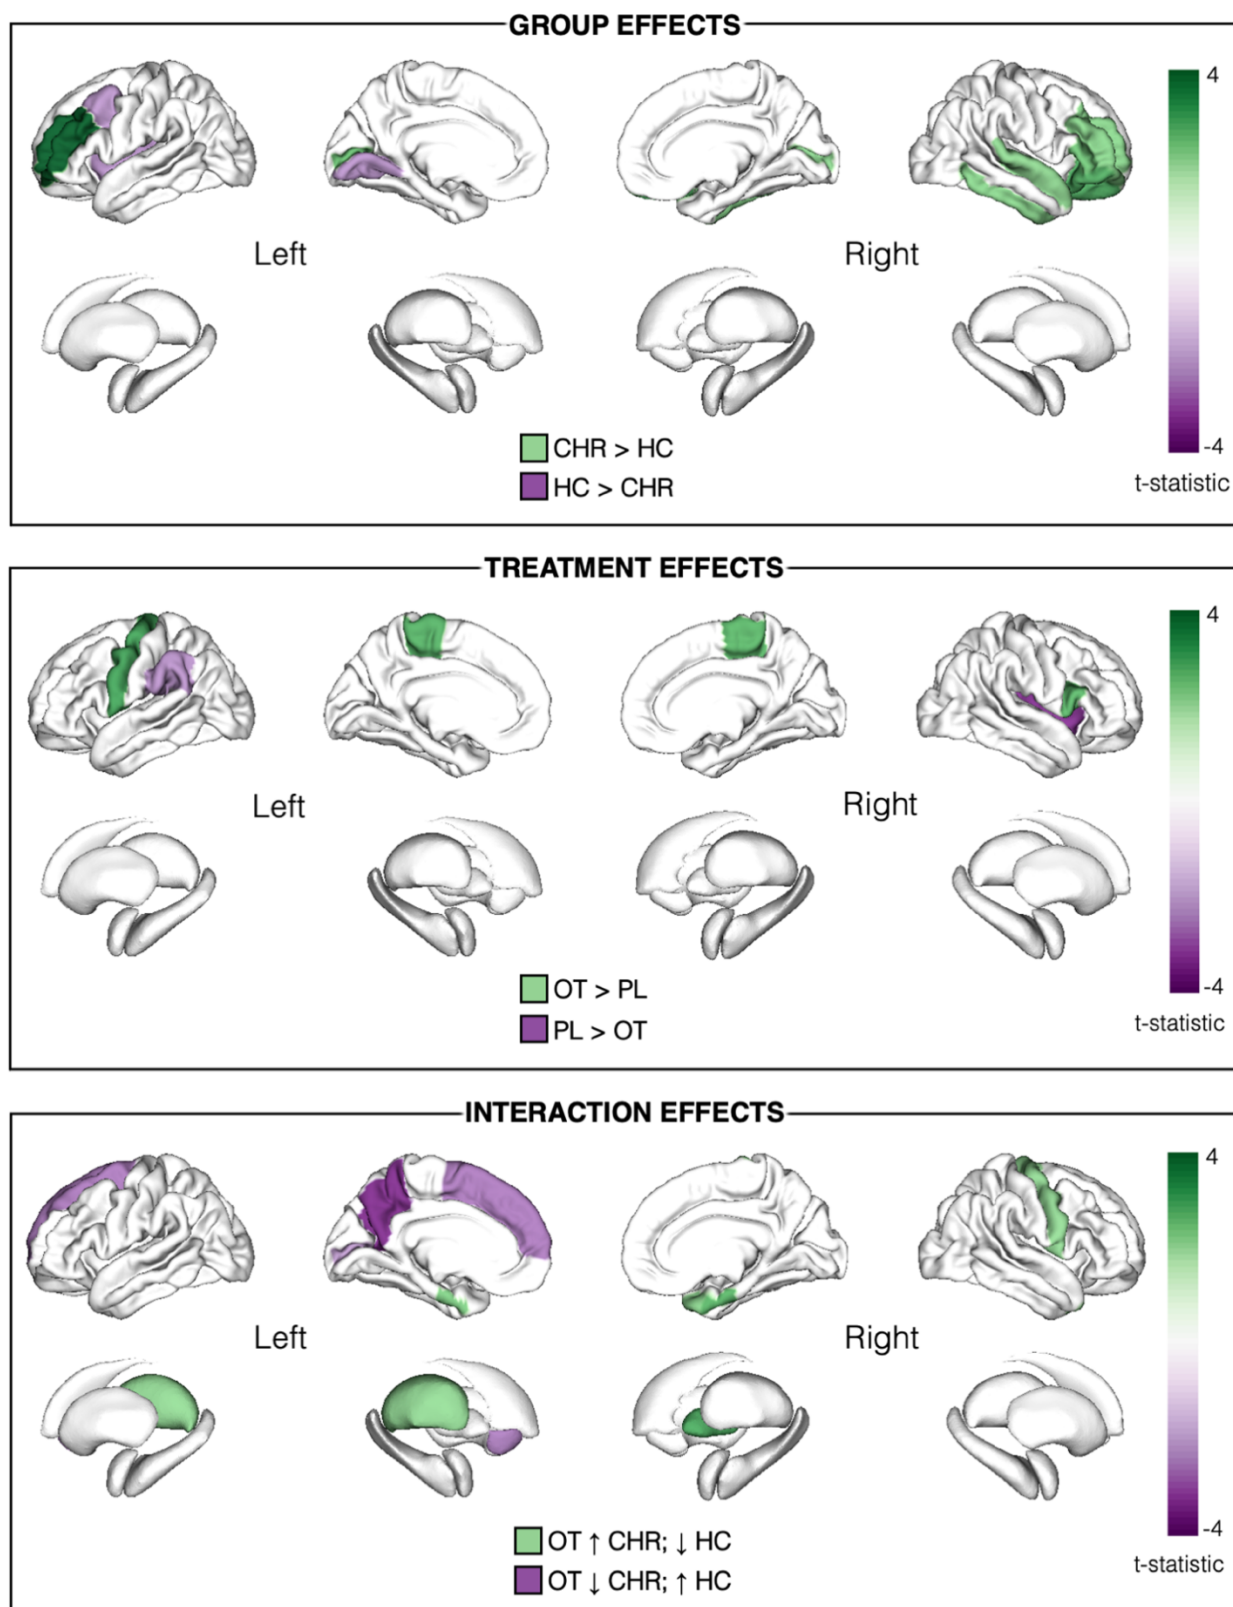 GROUP EFFECTS
4
Left
Right
-4
CHR > HC
HC > CHR
t-statistic
TREATMENT EFFECTS
4
Left
Right
-4
OT > PL
PL > OT
t-statistic
INTERACTION EFFECTS
4
Left
Right
-4
OT ↑ CHR; ↓ HC
OT ↓ CHR; ↑ HC
t-statistic